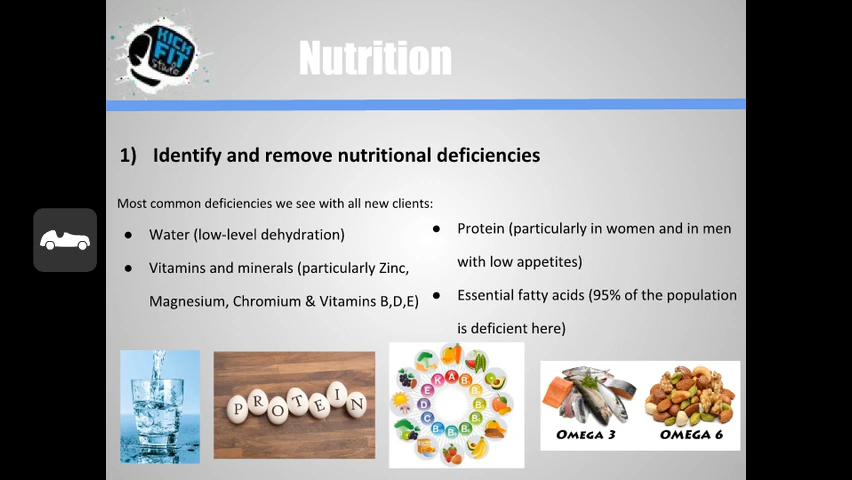 KICK
FIT
Studio
Nutrition
1) Identify and remove nutritional deficiencies
Most common deficiencies we see with all new clients:
● Water (low-level dehydration)
● Vitamins and minerals (particularly Zinc,
Magnesium, Chromium & Vitamins B,D,E)
● Protein (particularly in women and in men
with low appetites)
● Essential fatty acids (95% of the population
is deficient here)
PROTEIN
OMEGA 3
OMEGA 6